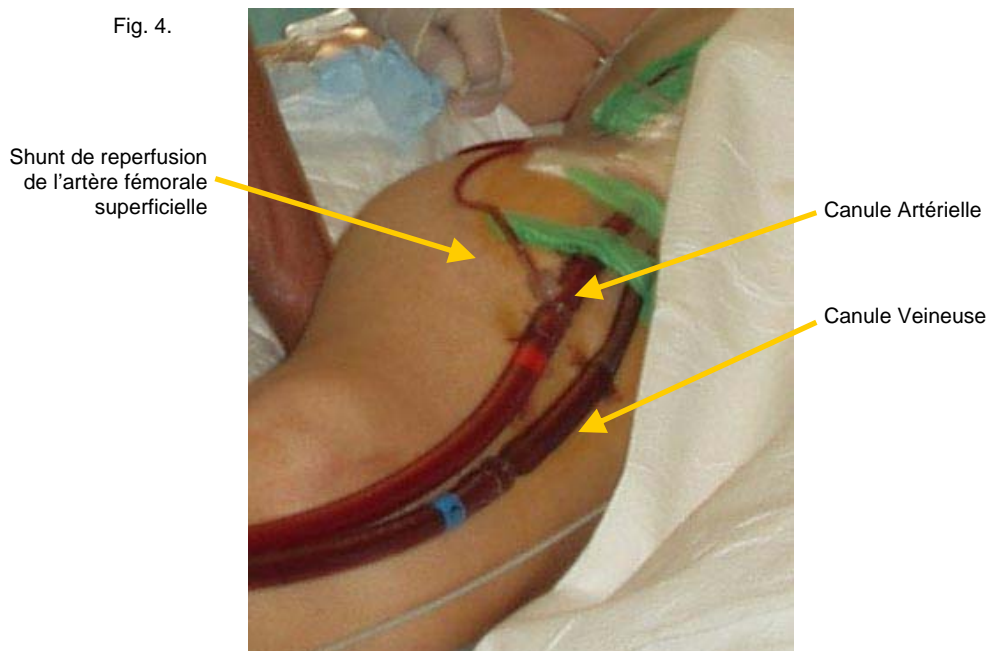 Fig. 4.
Shunt de reperfusion
de l'artère fémorale
superficielle
Canule Artérielle
Canule Veineuse